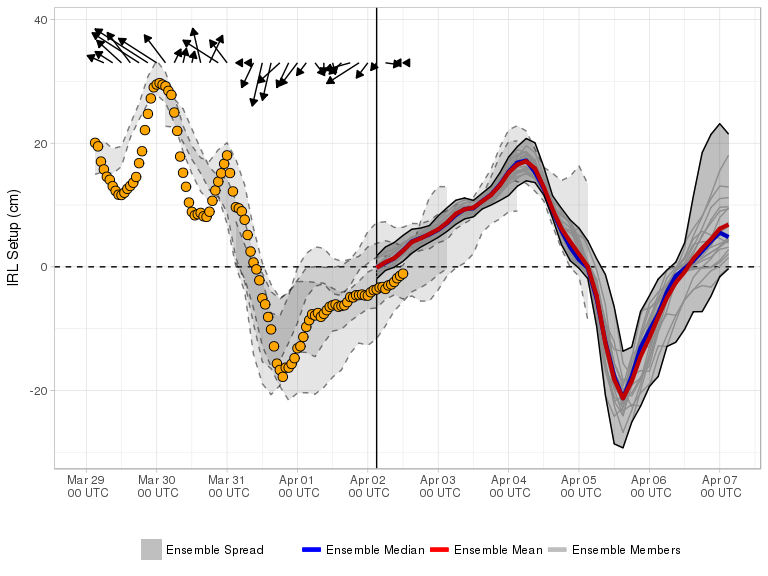 40
20
0
-20
IRL Setup (cm)
Mar 29 Mar 30 Mar 31 Apr 01 Apr 02 Apr 03 Apr 04 Apr 05 Apr 06 Apr 07
00 UTC 00 UTC 00 UTC 00 UTC 00 UTC 00 UTC 00 UTC 00 UTC 00 UTC 00 UTC
Ensemble Spread Ensemble Median Ensemble Mean Ensemble Members